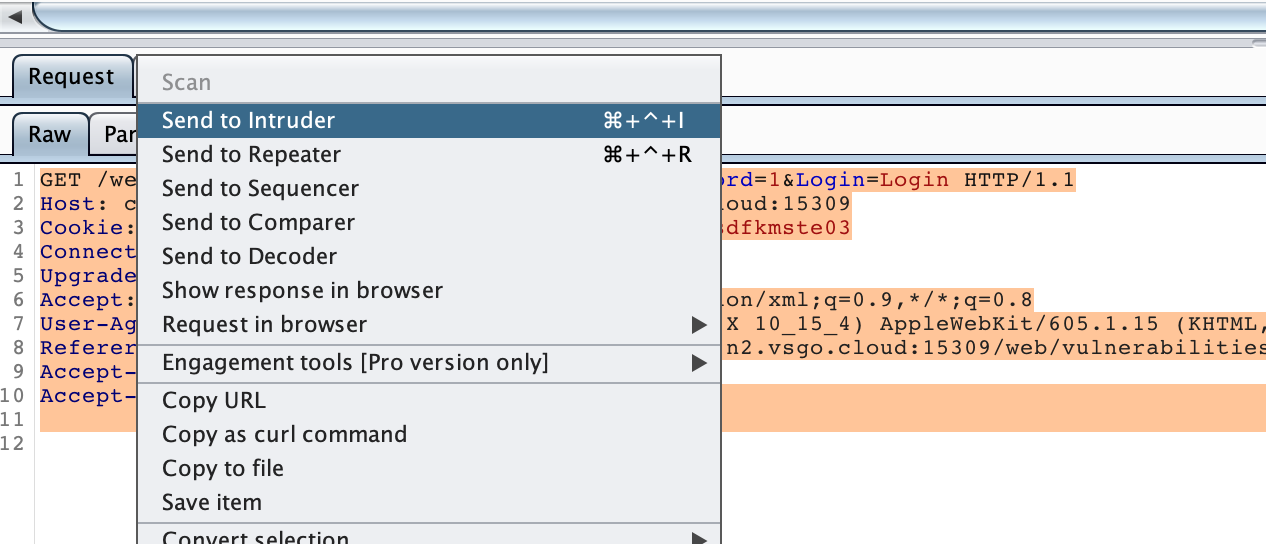 Request
Raw Par
Scan
Send to Intruder ⌘+^+I
Send to Repeater ⌘+^+R
Send to Sequencer
Send to Comparer
Send to Decoder
Show response in browser
Request in browser
Engagement tools [Pro version only]
Copy URL
Copy as curl command
Copy to file
Save item
Convert selection
1 GET /we ord=1&Login=Login HTTP/1.1
2 Host: c loud:15309
3 Cookie: sdfkmste03
4 Connect
5 Upgrade
6 Accept: on/xml;q=0.9,*/*;q=0.8
7 User-Ag X 10_15_4) AppleWebKit/605.1.15 (KHTML,
8 Referer n2.vsgo.cloud:15309/web/vulnerabilities
9 Accept-
10 Accept-
11
12